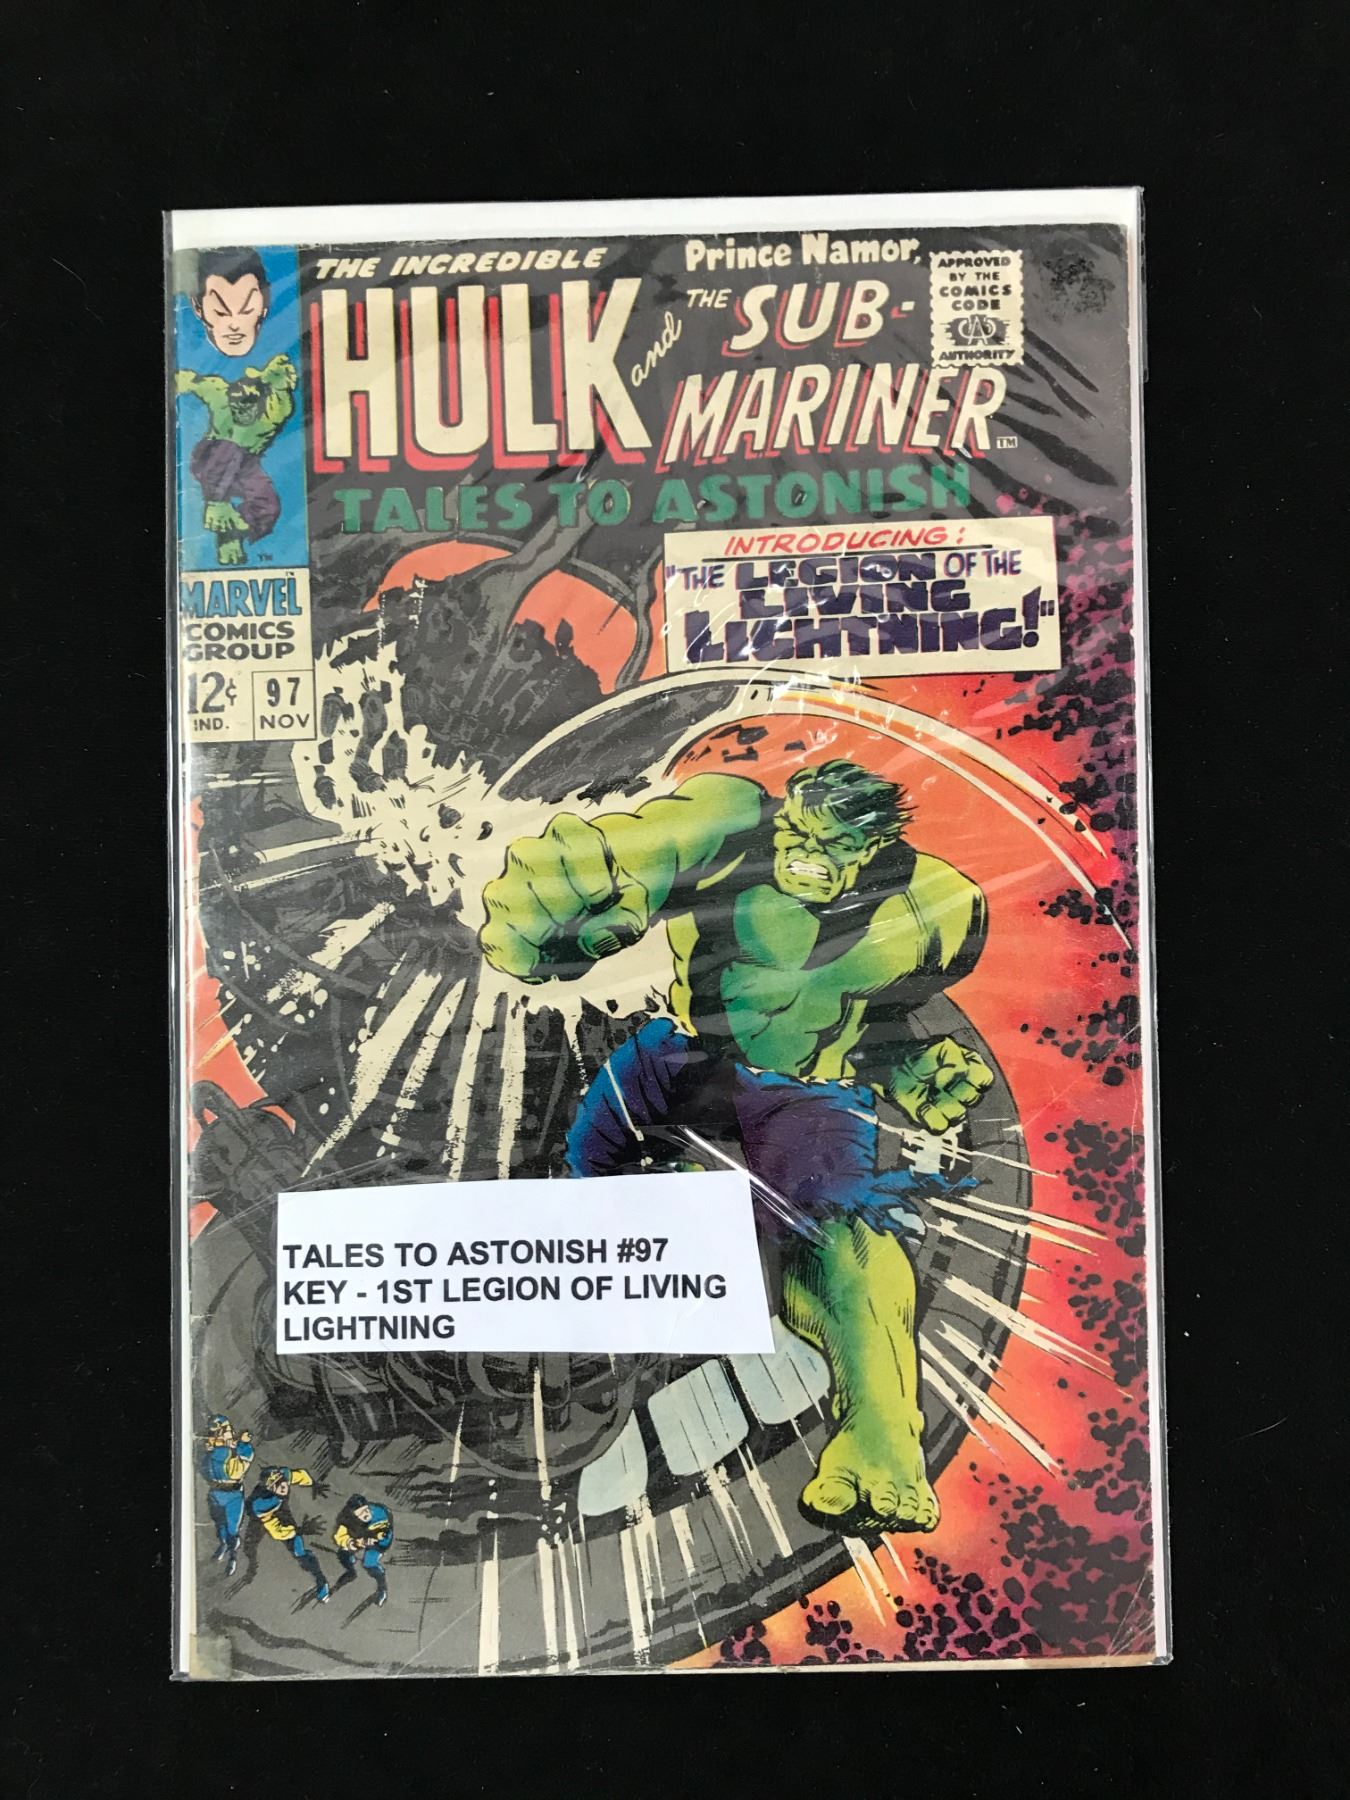 THE INCREDIBLE
HULK
and
Prince Namor,
THE SUB-
MARINER
TM
TALES TO ASTONISH
APPROVED
BY THE
COMICS
CODE
CA
AUTHORITY
TM
MARVEL
COMICS
GROUP
12¢
IND.
97
NOV
INTRODUCING:
"THE LEGION OF THE
LIVING
LIGHTNING!"
TALES TO ASTONISH #97
KEY - 1ST LEGION OF LIVING
LIGHTNING